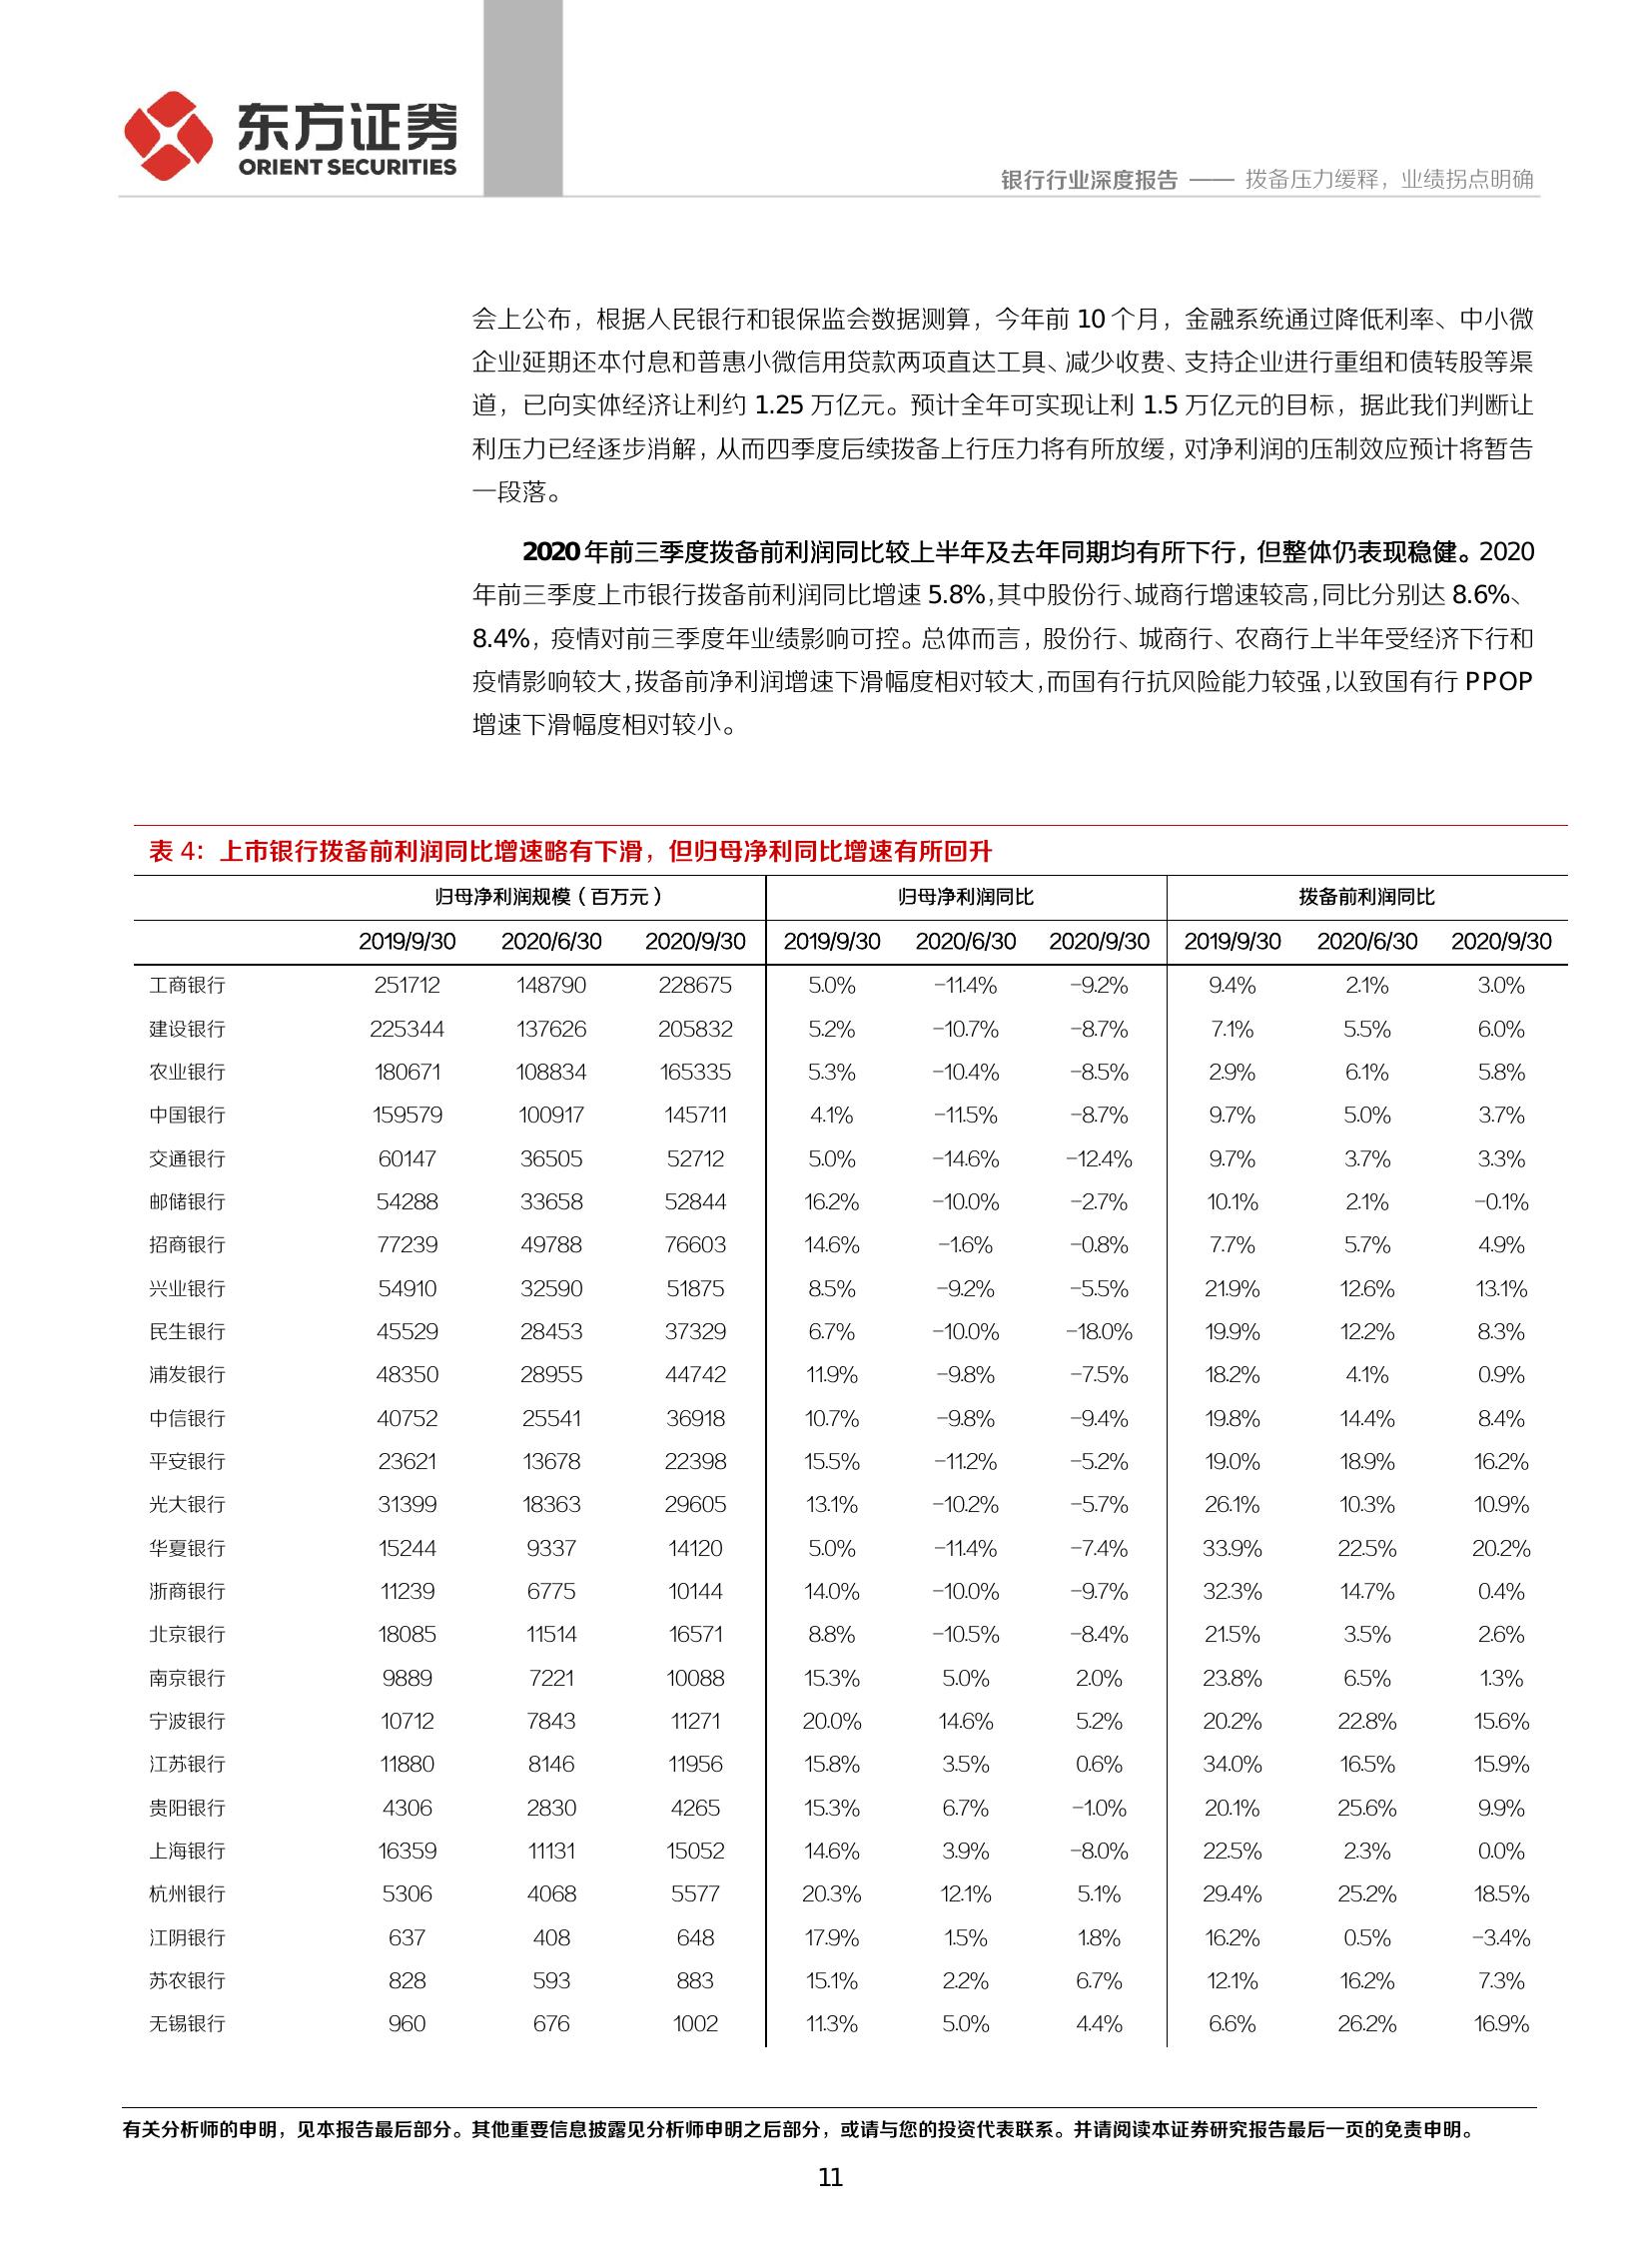 东方证券
ORIENT SECURITIES
银行行业深度报告 —— 拨备压力缓释，业绩拐点明确
会上公布，根据人民银行和银保监会数据测算，今年前 10 个月，金融系统通过降低利率、中小微
企业延期还本付息和普惠小微信用贷款两项直达工具、减少收费、支持企业进行重组和债转股等渠
道，已向实体经济让利约 1.25 万亿元。预计全年可实现让利 1.5 万亿元的目标，据此我们判断让
利压力已经逐步消解，从而四季度后续拨备上行压力将有所放缓，对净利润的压制效应预计将暂告
一段落。
2020 年前三季度拨备前利润同比较上半年及去年同期均有所下行，但整体仍表现稳健。2020
年前三季度上市银行拨备前利润同比增速 5.8%，其中股份行、城商行增速较高，同比分别达 8.6%、
8.4%，疫情对前三季度年业绩影响可控。总体而言，股份行、城商行、农商行上半年受经济下行和
疫情影响较大，拨备前净利润增速下滑幅度相对较大，而国有行抗风险能力较强，以致国有行 PPOP
增速下滑幅度相对较小。
表 4：上市银行拨备前利润同比增速略有下滑，但归母净利同比增速有所回升
归母净利润规模（百万元） 归母净利润同比 拨备前利润同比
2019/9/30 2020/6/30 2020/9/30 2019/9/30 2020/6/30 2020/9/30 2019/9/30 2020/6/30 2020/9/30
工商银行 251712 148790 228675 5.0% -11.4% -9.2% 9.4% 2.1% 3.0%
建设银行 225344 137626 205832 5.2% -10.7% -8.7% 7.1% 5.5% 6.0%
农业银行 180671 108834 165335 5.3% -10.4% -8.5% 2.9% 6.1% 5.8%
中国银行 159579 100917 145711 4.1% -11.5% -8.7% 9.7% 5.0% 3.7%
交通银行 60147 36505 52712 5.0% -14.6% -12.4% 9.7% 3.7% 3.3%
邮储银行 54288 33658 52844 16.2% -10.0% -2.7% 10.1% 2.1% -0.1%
招商银行 77239 49788 76603 14.6% -1.6% -0.8% 7.7% 5.7% 4.9%
兴业银行 54910 32590 51875 8.5% -9.2% -5.5% 21.9% 12.6% 13.1%
民生银行 45529 28453 37329 6.7% -10.0% -18.0% 19.9% 12.2% 8.3%
浦发银行 48350 28955 44742 11.9% -9.8% -7.5% 18.2% 4.1% 0.9%
中信银行 40752 25541 36918 10.7% -9.8% -9.4% 19.8% 14.4% 8.4%
平安银行 23621 13678 22398 15.5% -11.2% -5.2% 19.0% 18.9% 16.2%
光大银行 31399 18363 29605 13.1% -10.2% -5.7% 26.1% 10.3% 10.9%
华夏银行 15244 9337 14120 5.0% -11.4% -7.4% 33.9% 22.5% 20.2%
浙商银行 11239 6775 10144 14.0% -10.0% -9.7% 32.3% 14.7% 0.4%
北京银行 18085 11514 16571 8.8% -10.5% -8.4% 21.5% 3.5% 2.6%
南京银行 9889 7221 10088 15.3% 5.0% 2.0% 23.8% 6.5% 1.3%
宁波银行 10712 7843 11271 20.0% 14.6% 5.2% 20.2% 22.8% 15.6%
江苏银行 11880 8146 11956 15.8% 3.5% 0.6% 34.0% 16.5% 15.9%
贵阳银行 4306 2830 4265 15.3% 6.7% -1.0% 20.1% 25.6% 9.9%
上海银行 16359 11131 15052 14.6% 3.9% -8.0% 22.5% 2.3% 0.0%
杭州银行 5306 4068 5577 20.3% 12.1% 5.1% 29.4% 25.2% 18.5%
江阴银行 637 408 648 17.9% 1.5% 1.8% 16.2% 0.5% -3.4%
苏农银行 828 593 883 15.1% 2.2% 6.7% 12.1% 16.2% 7.3%
无锡银行 960 676 1002 11.3% 5.0% 4.4% 6.6% 26.2% 16.9%
有关分析师的申明，见本报告最后部分。其他重要信息披露见分析师申明之后部分，或请与您的投资代表联系。并请阅读本证券研究报告最后一页的免责申明。
11